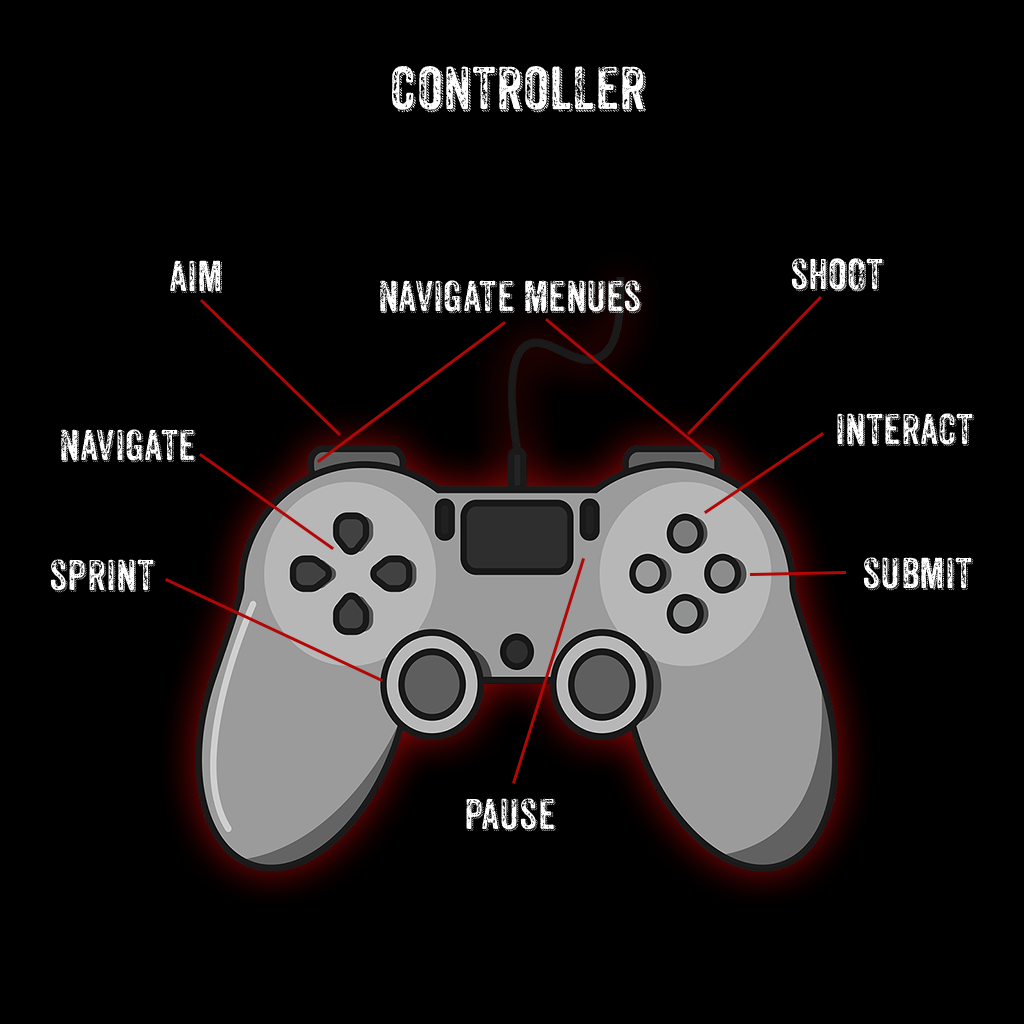 CONTROLLER
AIM
NAVIGATE MENUES
SHOOT
NAVIGATE
INTERACT
SPRINT
SUBMIT
PAUSE